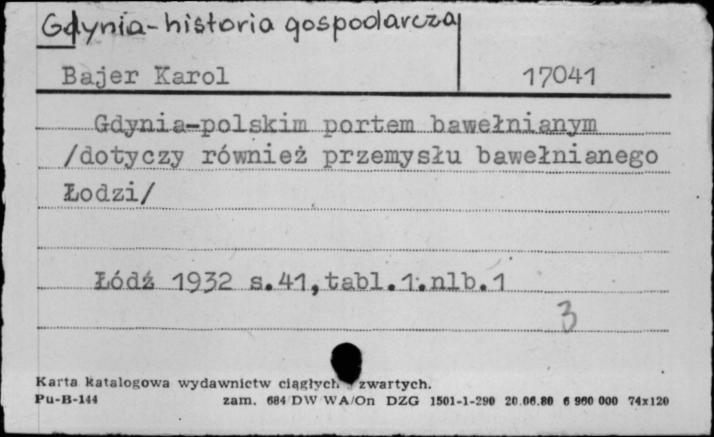 Gdynia-historia gospodarcza
Bajer Karol 17041
Gdynia-polskim portem bawełnianym
/dotyczy również przemysłu bawełnianego
Łodzi/
Łódź 1932 s.41,tabl.1.nlb.1
3
Karta katalogowa wydawnictw ciągłych zwartych.
Pu-B-144 zam. 684 DW WA/On DZG 1501-1-290 20.06.80 6 900 000 74x120